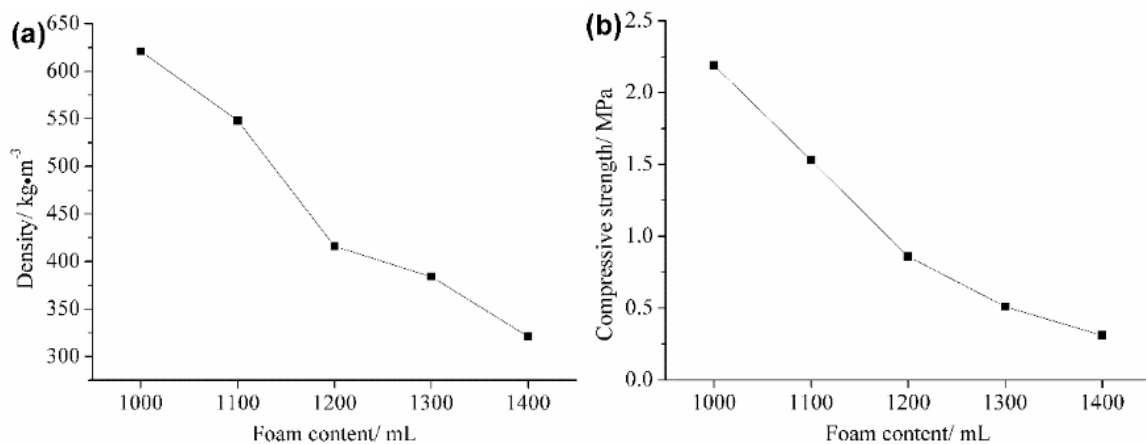 (a)
650
600
550
500
450
400
350
300
Density/ kg•m-3
1000 1100 1200 1300 1400
Foam content/ mL
(b)
2.5
2.0
1.5
1.0
0.5
0.0
Compressive strength/ MPa
1000 1100 1200 1300 1400
Foam content/ mL